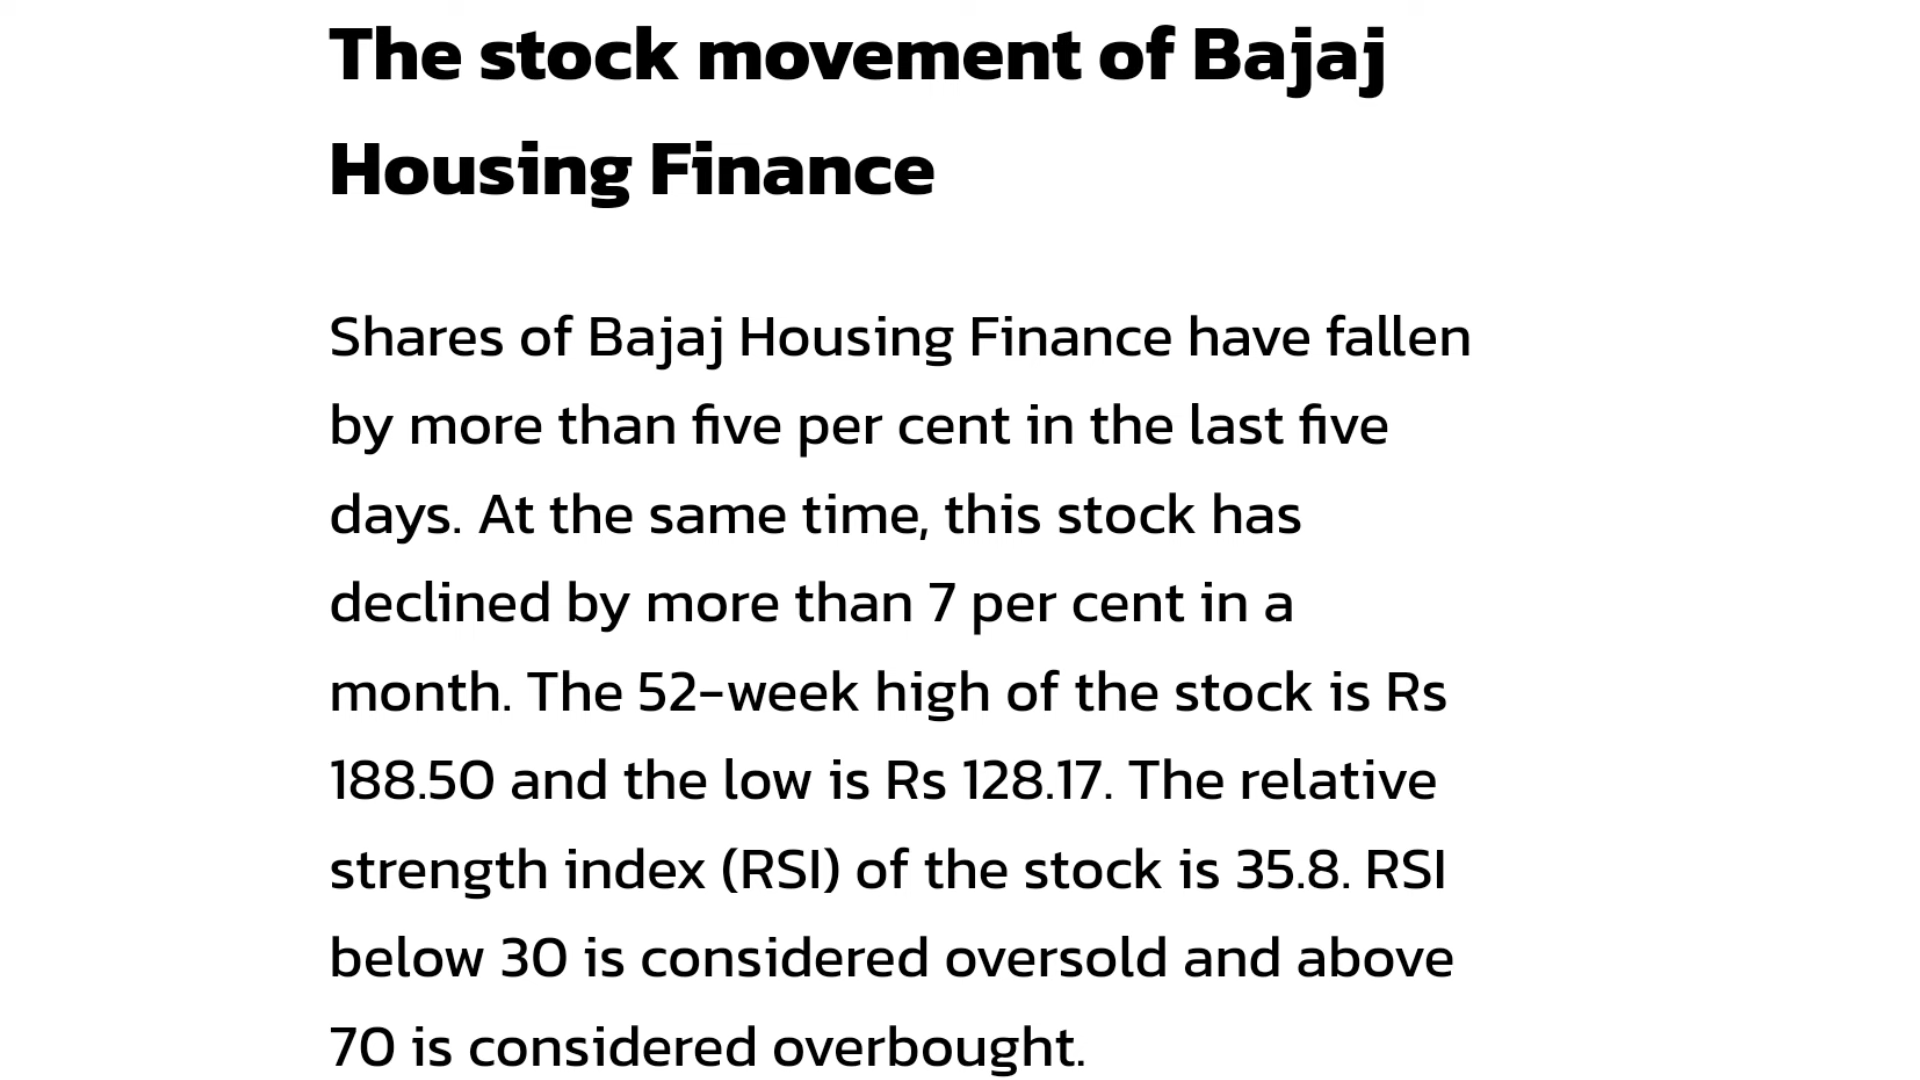 The stock movement of Bajaj
Housing Finance
Shares of Bajaj Housing Finance have fallen
by more than five per cent in the last five
days. At the same time, this stock has
declined by more than 7 per cent in a
month. The 52-week high of the stock is Rs
188.50 and the low is Rs 128.17. The relative
strength index (RSI) of the stock is 35.8. RSI
below 30 is considered oversold and above
70 is considered overbought.